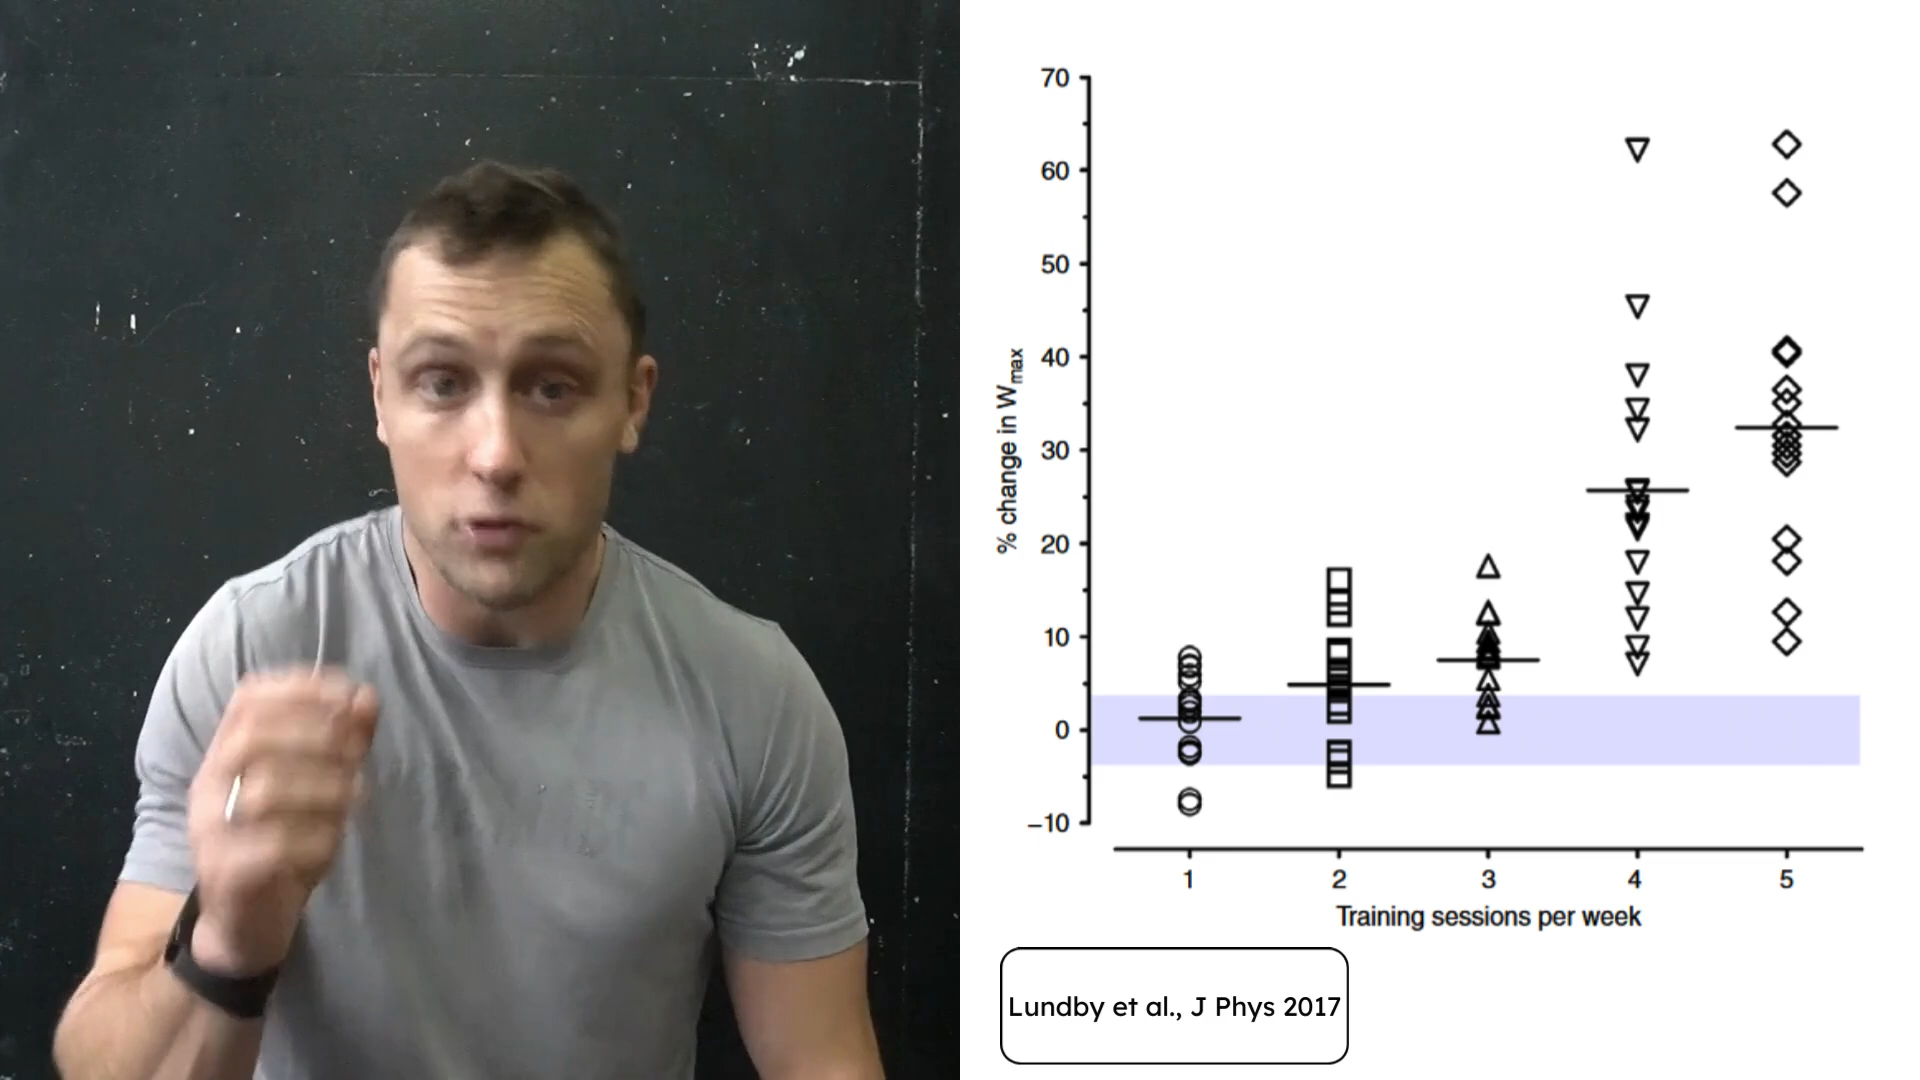 70
60
50
40
30
20
10
0
−10
% change in Wmax
1 2 3 4 5
Training sessions per week
Lundby et al., J Phys 2017